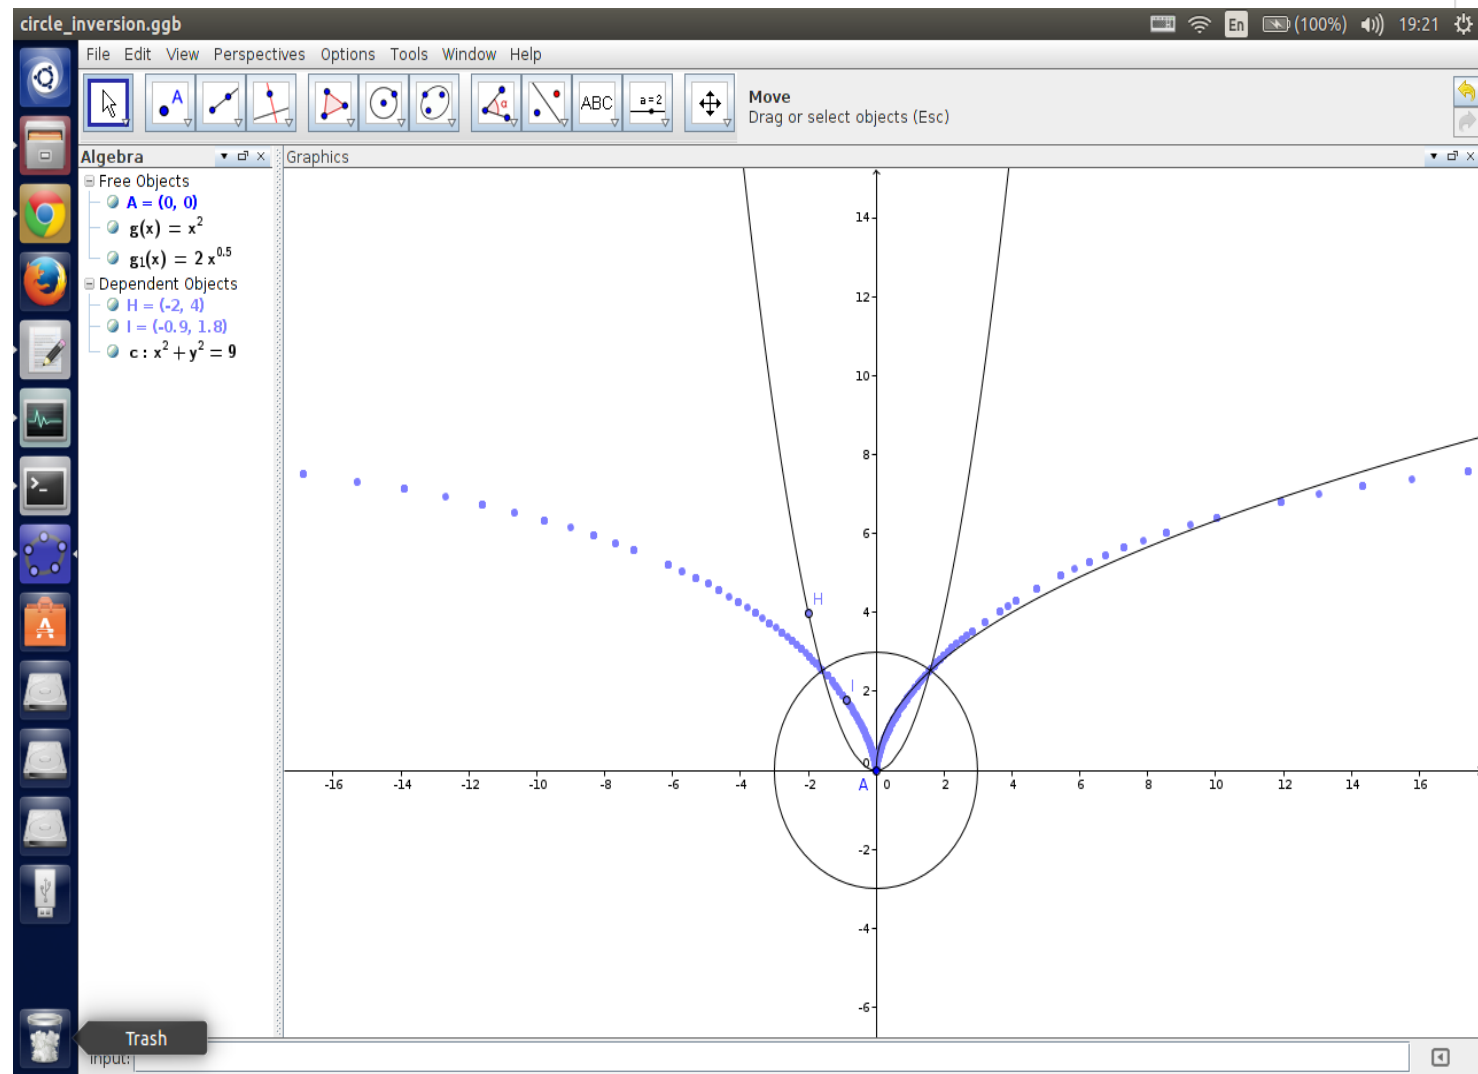 circle_inversion.ggb
En (100%) 19:21
File Edit View Perspectives Options Tools Window Help
A α ABC a=2
Move
Drag or select objects (Esc)
Algebra
Graphics
Free Objects
A = (0, 0)
g(x) = x²
g₁(x) = 2 x^0.5
Dependent Objects
H = (-2, 4)
I = (-0.9, 1.8)
c : x² + y² = 9
14
12
10
8
6
H
4
I
2
0
A
-16 -14 -12 -10 -8 -6 -4 -2 0 2 4 6 8 10 12 14 16
-2
-4
-6
Trash
Input: